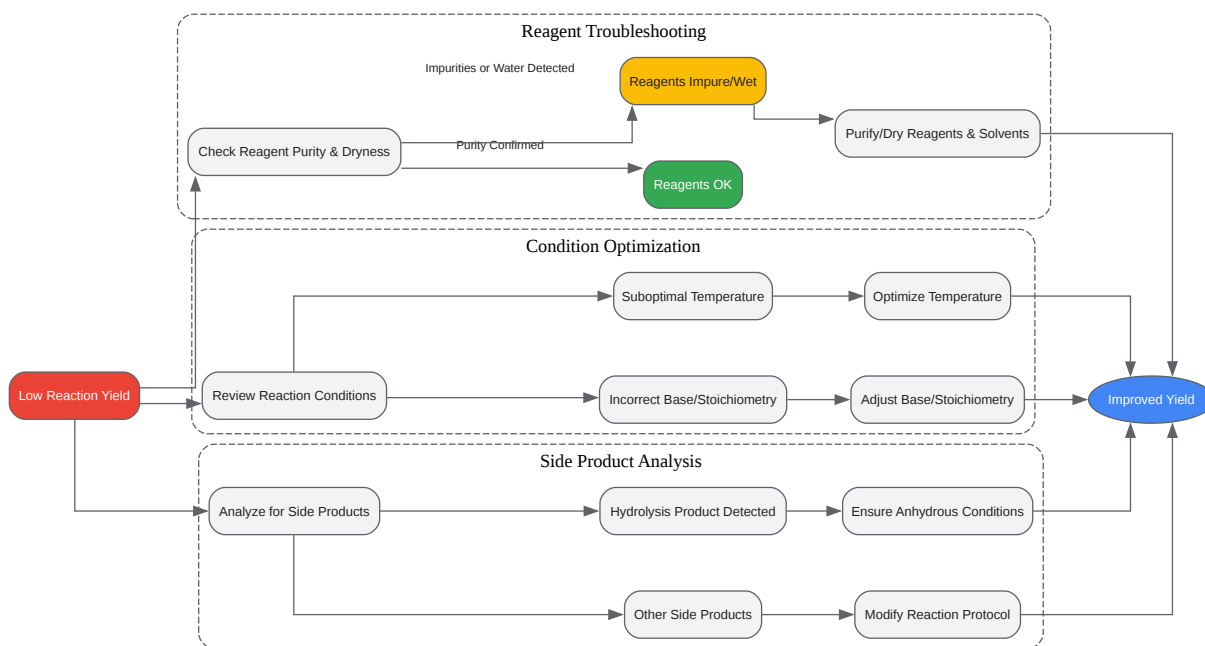 Reagent Troubleshooting
Impurities or Water Detected
Reagents Impure/Wet
Purify/Dry Reagents & Solvents
Check Reagent Purity & Dryness
Purity Confirmed
Reagents OK
Condition Optimization
Suboptimal Temperature
Optimize Temperature
Low Reaction Yield
Review Reaction Conditions
Incorrect Base/Stoichiometry
Adjust Base/Stoichiometry
Improved Yield
Side Product Analysis
Analyze for Side Products
Hydrolysis Product Detected
Ensure Anhydrous Conditions
Other Side Products
Modify Reaction Protocol